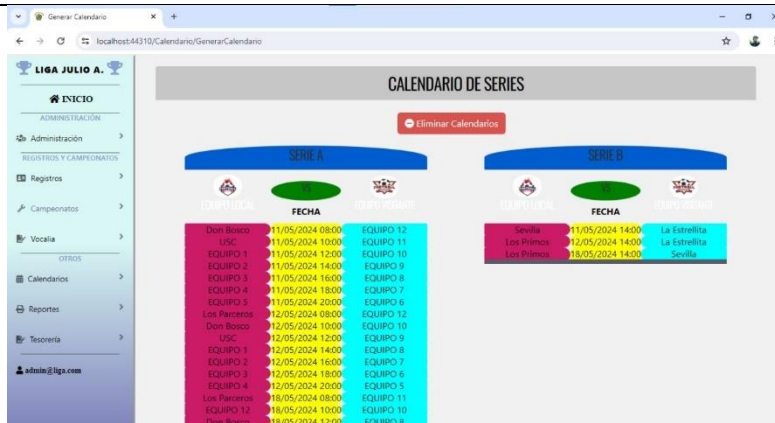 Generar Calendario
localhost:44310/Calendario/GenerarCalendario
LIGA JULIO A.
INICIO
ADMINISTRACIÓN
Administración
REGISTROS Y CAMPEONATOS
Registros
Campeonatos
Vocalia
OTROS
Calendarios
Reportes
Tesorería
admin@liga.com
CALENDARIO DE SERIES
Eliminar Calendarios
SERIE A
VS
EQUIPO LOCAL FECHA EQUIPO VISITANTE
Don Bosco 11/05/2024 08:00 EQUIPO 12
USC 11/05/2024 10:00 EQUIPO 11
EQUIPO 1 11/05/2024 12:00 EQUIPO 10
EQUIPO 2 11/05/2024 14:00 EQUIPO 9
EQUIPO 3 11/05/2024 16:00 EQUIPO 8
EQUIPO 4 11/05/2024 18:00 EQUIPO 7
EQUIPO 5 11/05/2024 20:00 EQUIPO 6
Los Parceros 12/05/2024 08:00 EQUIPO 12
Don Bosco 12/05/2024 10:00 EQUIPO 10
USC 12/05/2024 12:00 EQUIPO 9
EQUIPO 1 12/05/2024 14:00 EQUIPO 8
EQUIPO 2 12/05/2024 16:00 EQUIPO 7
EQUIPO 3 12/05/2024 18:00 EQUIPO 6
EQUIPO 4 12/05/2024 20:00 EQUIPO 5
Los Parceros 18/05/2024 08:00 EQUIPO 11
EQUIPO 12 18/05/2024 10:00 EQUIPO 10
Don Bosco 18/05/2024 12:00 EQUIPO 8
SERIE B
VS
EQUIPO LOCAL FECHA EQUIPO VISITANTE
Sevilla 11/05/2024 14:00 La Estrellita
Los Primos 12/05/2024 14:00 La Estrellita
Los Primos 18/05/2024 14:00 Sevilla